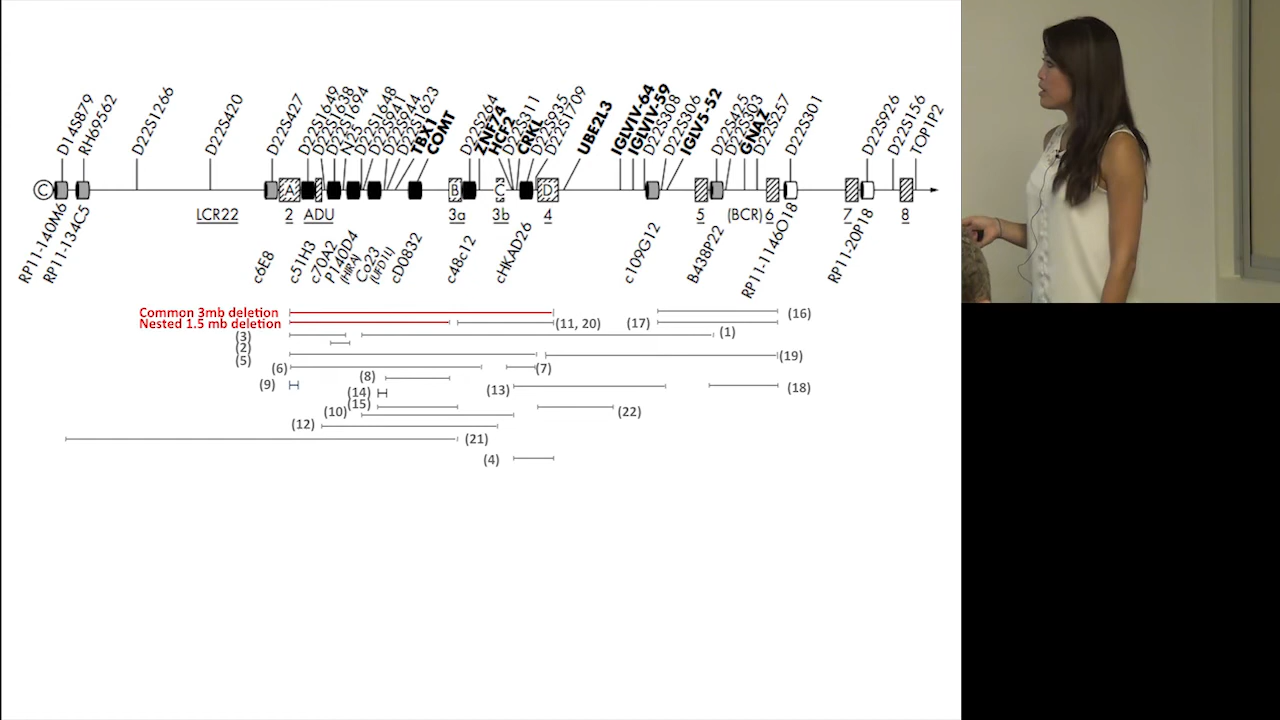 D14S879
RH69562
D22S1266
D22S420
D22S427
D22S1649
D22S1638
D22S1694
N25
D22S1648
D22S941
D22S944
D22S1623
TBX1
COMT
D22S264
ZNF74
HCF2
D22S311
CRKL
D22S935
D22S1709
UBE2L3
IGLVIV-64
IGLVIV-59
D22S308
D22S306
IGLV5-52
D22S425
D22S303
GNAZ
D22S257
D22S301
D22S926
D22S156
TOP1P2
C A B C D
LCR22 2 ADU 3a 3b 4 5 (BCR) 6 7 8
RP11-140M6
RP11-134C5
c6E8
c51H3
c70A2
P140D4
(HIRA)
Co23
(UFD1L)
cD0832
c48c12
cHKAD26
c109G12
B438P22
RP11-1146O18
RP11-20P18
Common 3mb deletion (16)
Nested 1.5 mb deletion (11, 20) (17)
(3) (1)
(2)
(5) (19)
(6) (7)
(8)
(9) (13) (18)
(14)
(15)
(10) (22)
(12)
(21)
(4)